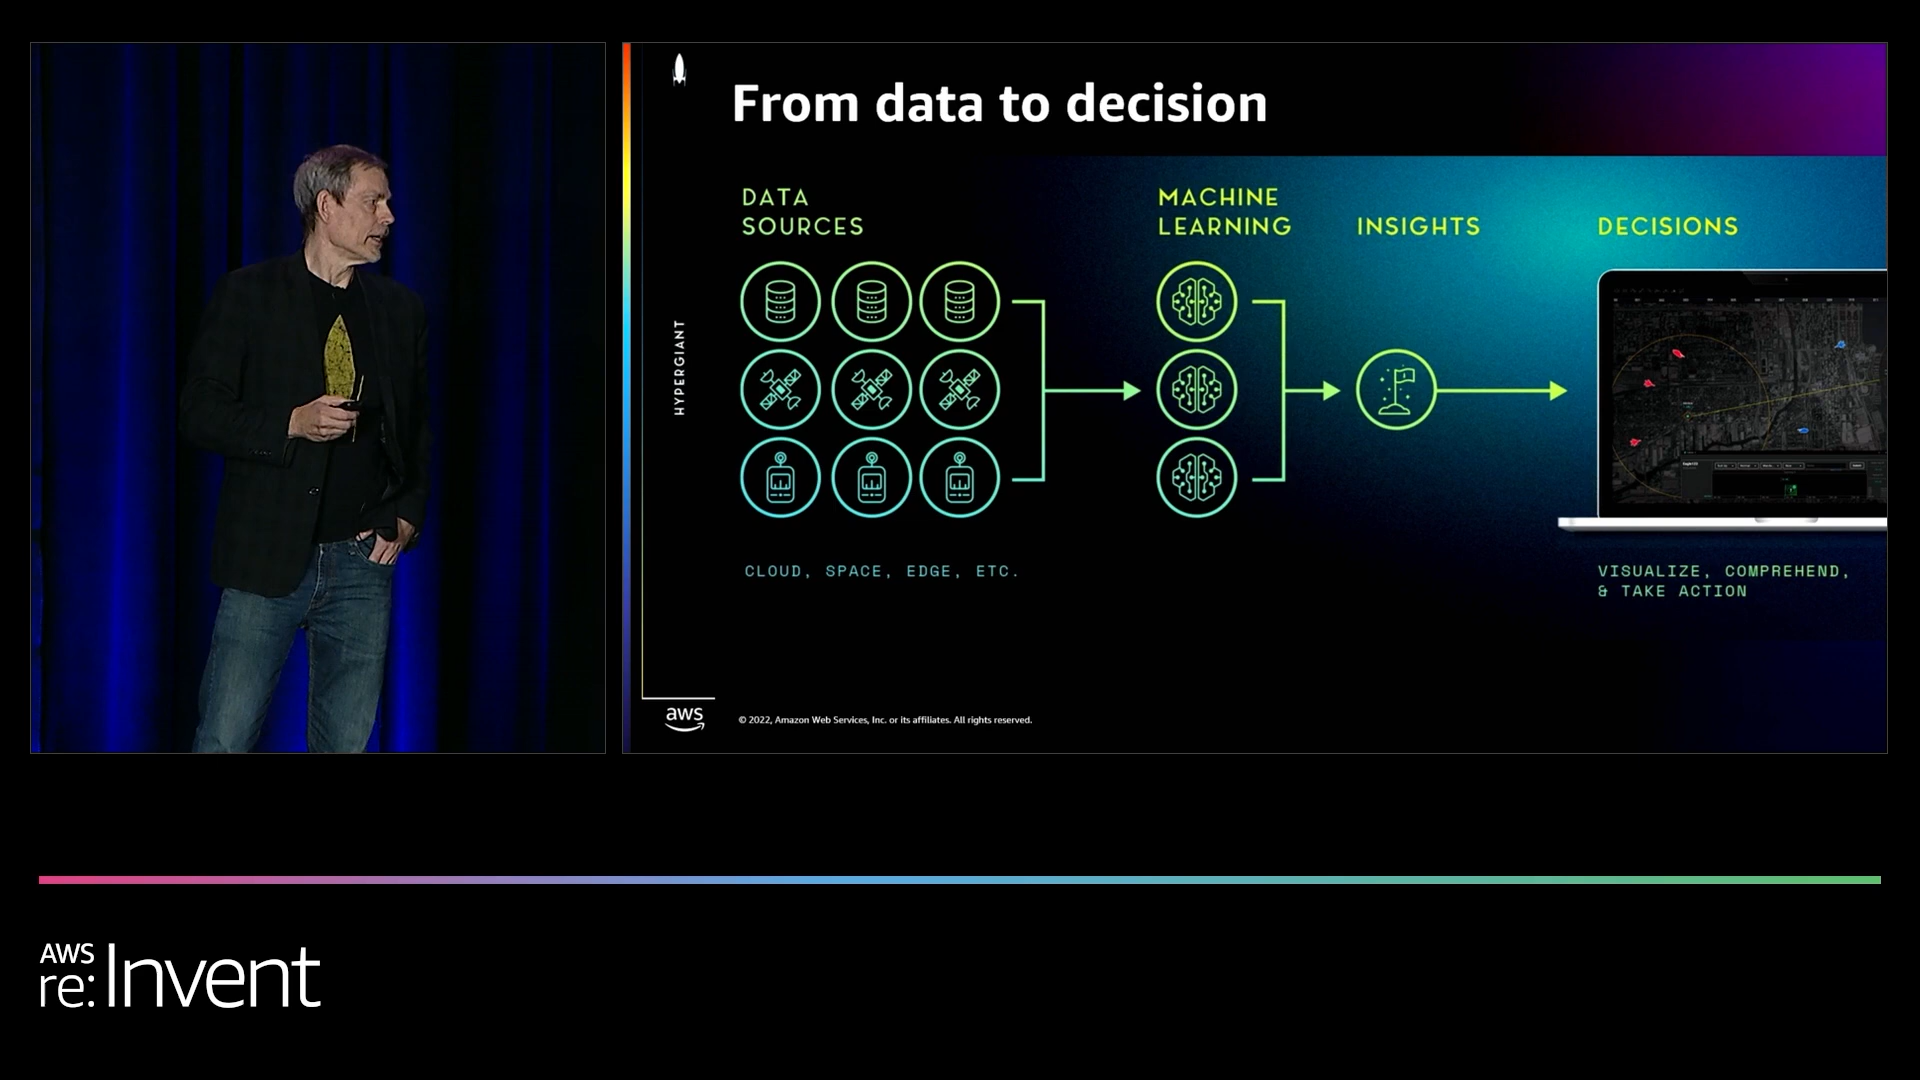 From data to decision
DATA
SOURCES
MACHINE
LEARNING
INSIGHTS
DECISIONS
HYPERGIANT
CLOUD, SPACE, EDGE, ETC.
VISUALIZE, COMPREHEND,
& TAKE ACTION
aws
© 2022, Amazon Web Services, Inc. or its affiliates. All rights reserved.
AWS
re:Invent